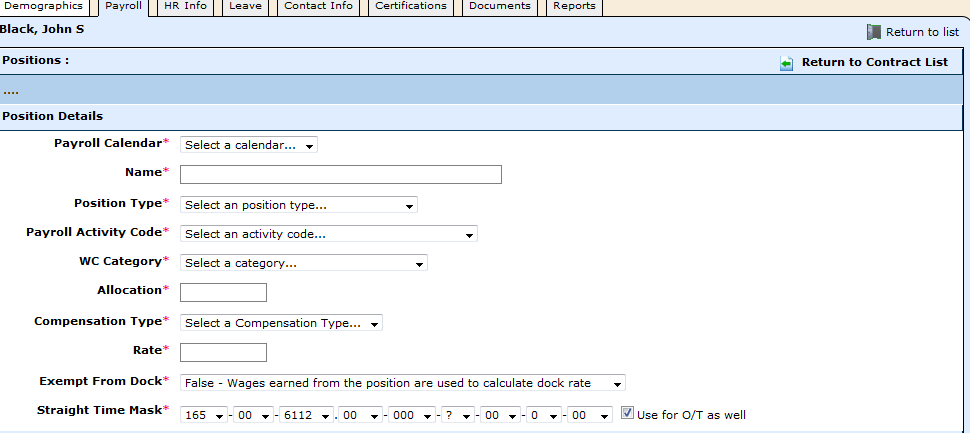 Demographics Payroll HR Info Leave Contact Info Certifications Documents Reports
Black, John S Return to list
Positions : Return to Contract List
....
Position Details
Payroll Calendar* Select a calendar...
Name*
Position Type* Select an position type...
Payroll Activity Code* Select an activity code...
WC Category* Select a category...
Allocation*
Compensation Type* Select a Compensation Type...
Rate*
Exempt From Dock* False - Wages earned from the position are used to calculate dock rate
Straight Time Mask* 165 - 00 - 6112 . 00 - 000 - ? - 00 - 0 - 00 Use for O/T as well